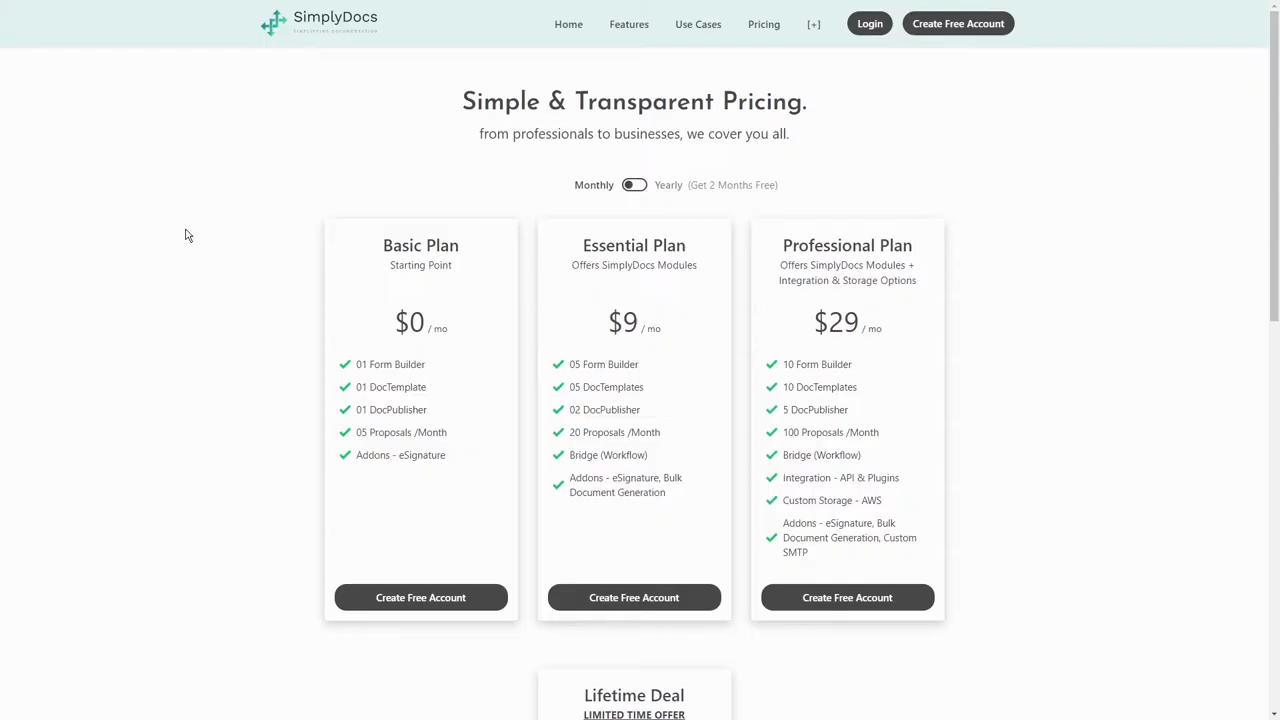 SimplyDocs
SIMPLIFYING DOCUMENTATION
Home
Features
Use Cases
Pricing
[+]
Login
Create Free Account
Simple & Transparent Pricing.
from professionals to businesses, we cover you all.
Monthly
Yearly (Get 2 Months Free)
Basic Plan
Starting Point
$0 / mo
01 Form Builder
01 DocTemplate
01 DocPublisher
05 Proposals /Month
Addons - eSignature
Create Free Account
Essential Plan
Offers SimplyDocs Modules
$9 / mo
05 Form Builder
05 DocTemplates
02 DocPublisher
20 Proposals /Month
Bridge (Workflow)
Addons - eSignature, Bulk
Document Generation
Create Free Account
Professional Plan
Offers SimplyDocs Modules +
Integration & Storage Options
$29 / mo
10 Form Builder
10 DocTemplates
5 DocPublisher
100 Proposals /Month
Bridge (Workflow)
Integration - API & Plugins
Custom Storage - AWS
Addons - eSignature, Bulk
Document Generation, Custom
SMTP
Create Free Account
Lifetime Deal
LIMITED TIME OFFER